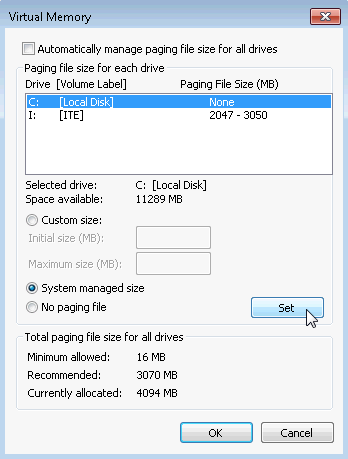 Virtual Memory
Automatically manage paging file size for all drives
Paging file size for each drive
Drive [Volume Label] Paging File Size (MB)
C: [Local Disk] None
I: [ITE] 2047 - 3050
Selected drive: C: [Local Disk]
Space available: 11289 MB
Custom size:
Initial size (MB):
Maximum size (MB):
System managed size
No paging file
Set
Total paging file size for all drives
Minimum allowed: 16 MB
Recommended: 3070 MB
Currently allocated: 4094 MB
OK Cancel